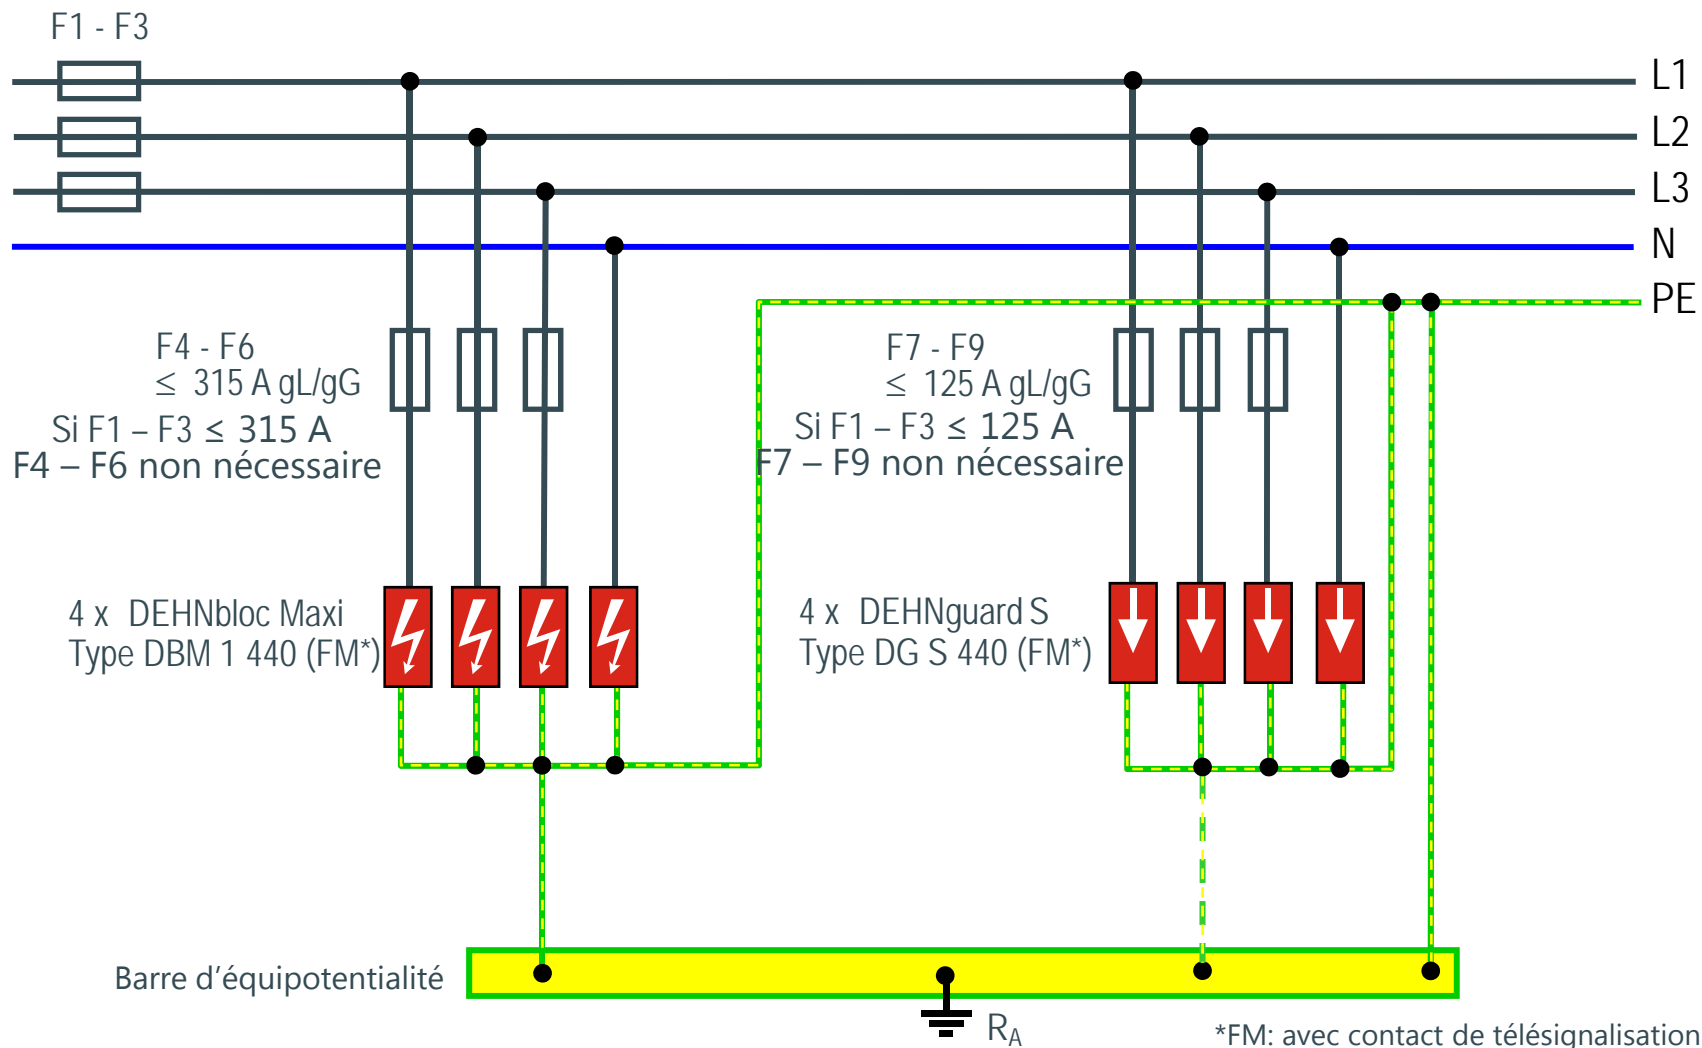 F1 - F3
L1
L2
L3
N
PE
F4 - F6
≤ 315 A gL/gG
Si F1 – F3 ≤ 315 A
F4 – F6 non nécessaire
F7 - F9
≤ 125 A gL/gG
Si F1 – F3 ≤ 125 A
F7 – F9 non nécessaire
4 x DEHNbloc Maxi
Type DBM 1 440 (FM*)
4 x DEHNguard S
Type DG S 440 (FM*)
Barre d'équipotentialité
RA
*FM: avec contact de télésignalisation